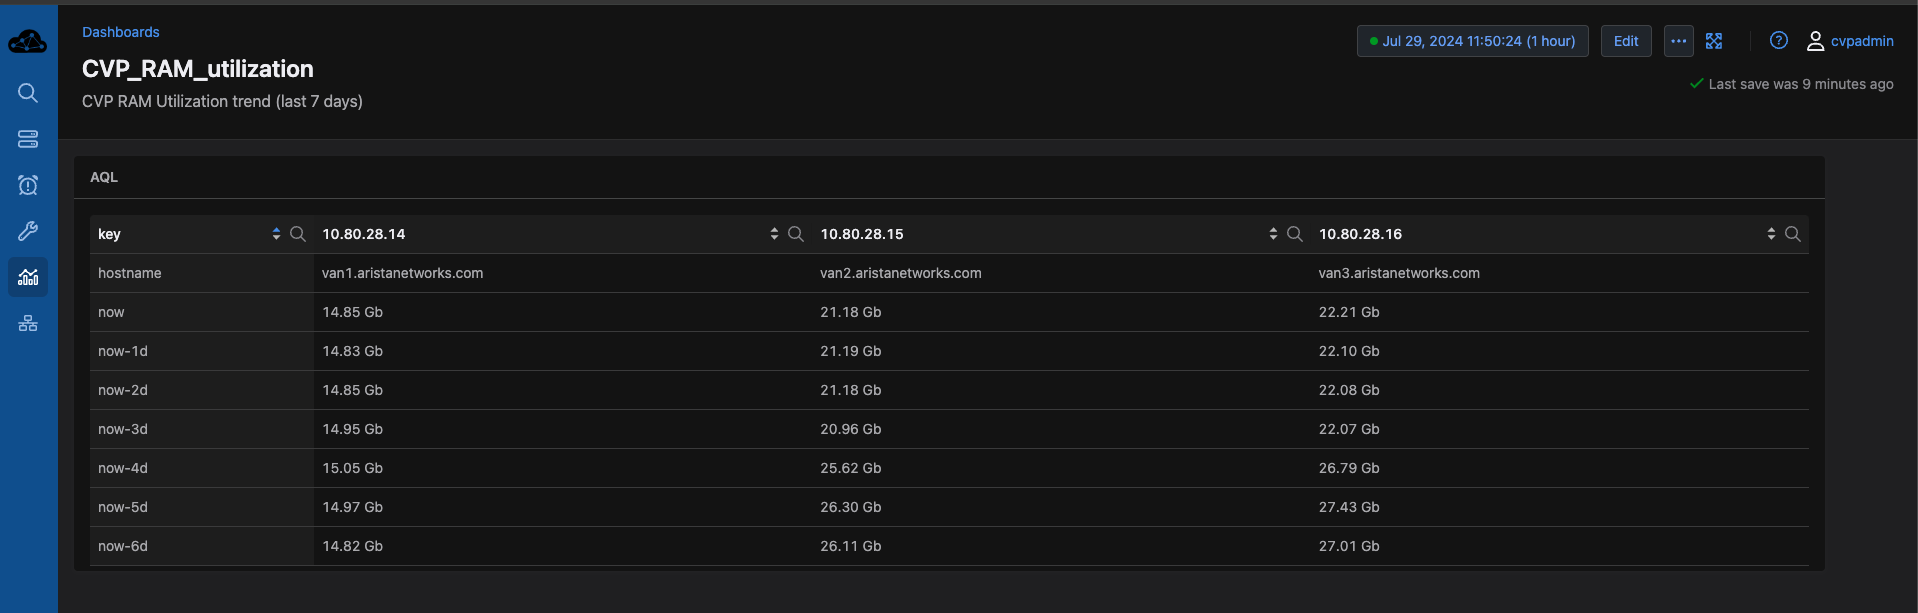 Dashboards
CVP_RAM_utilization
CVP RAM Utilization trend (last 7 days)
Jul 29, 2024 11:50:24 (1 hour)
Edit
cvpadmin
Last save was 9 minutes ago
AQL
key 10.80.28.14 10.80.28.15 10.80.28.16
hostname van1.aristanetworks.com van2.aristanetworks.com van3.aristanetworks.com
now 14.85 Gb 21.18 Gb 22.21 Gb
now-1d 14.83 Gb 21.19 Gb 22.10 Gb
now-2d 14.85 Gb 21.18 Gb 22.08 Gb
now-3d 14.95 Gb 20.96 Gb 22.07 Gb
now-4d 15.05 Gb 25.62 Gb 26.79 Gb
now-5d 14.97 Gb 26.30 Gb 27.43 Gb
now-6d 14.82 Gb 26.11 Gb 27.01 Gb